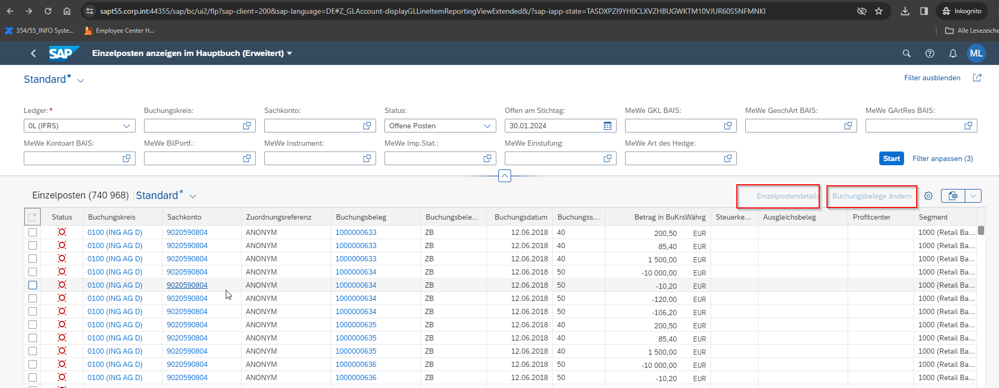 sapt55.corp.int:44355/sap/bc/ui2/flp?sap-client=200&sap-language=DE#Z_GLAccount-displayGLLineItemReportingViewExtended&/?sap-iapp-state=TASDXPZI9YH0CLXVZHBUGWKTM10VJUR60S5NFMNKI
Inkognito
354/55_INFO Syste... Employee Center H... Alle Lesezeiche
SAP Einzelposten anzeigen im Hauptbuch (Erweitert) ML
Standard* Filter ausblenden
Ledger:* Buchungskreis: Sachkonto: Status: Offen am Stichtag: MeWe GKL BAIS: MeWe GeschArt BAIS: MeWe GArtRes BAIS:
0L (IFRS) Offene Posten 30.01.2024
MeWe Kontoart BAIS: MeWe BilPortf.: MeWe Instrument: MeWe Imp.Stat.: MeWe Einstufung: MeWe Art des Hedge:
Start Filter anpassen (3)
Einzelposten (740 968) Standard* Einzelpostendetails Buchungsbelege ändern
Status Buchungskreis Sachkonto Zuordnungsreferenz Buchungsbeleg Buchungsbele... Buchungsdatum Buchungss... Betrag in BuKrsWährg Steuerke... Ausgleichsbeleg Profitcenter Segment
0100 (ING AG D) 9020590804 ANONYM 1000000633 ZB 12.06.2018 40 200,50 EUR 1000 (Retail Ba...
0100 (ING AG D) 9020590804 ANONYM 1000000633 ZB 12.06.2018 40 85,40 EUR 1000 (Retail Ba...
0100 (ING AG D) 9020590804 ANONYM 1000000633 ZB 12.06.2018 40 1 500,00 EUR 1000 (Retail Ba...
0100 (ING AG D) 9020590804 ANONYM 1000000634 ZB 12.06.2018 50 -10 000,00 EUR 1000 (Retail Ba...
0100 (ING AG D) 9020590804 ANONYM 1000000634 ZB 12.06.2018 50 -10,20 EUR 1000 (Retail Ba...
0100 (ING AG D) 9020590804 ANONYM 1000000634 ZB 12.06.2018 50 -120,00 EUR 1000 (Retail Ba...
0100 (ING AG D) 9020590804 ANONYM 1000000634 ZB 12.06.2018 50 -106,20 EUR 1000 (Retail Ba...
0100 (ING AG D) 9020590804 ANONYM 1000000635 ZB 12.06.2018 40 200,50 EUR 1000 (Retail Ba...
0100 (ING AG D) 9020590804 ANONYM 1000000635 ZB 12.06.2018 40 85,40 EUR 1000 (Retail Ba...
0100 (ING AG D) 9020590804 ANONYM 1000000635 ZB 12.06.2018 40 1 500,00 EUR 1000 (Retail Ba...
0100 (ING AG D) 9020590804 ANONYM 1000000636 ZB 12.06.2018 50 -10 000,00 EUR 1000 (Retail Ba...
0100 (ING AG D) 9020590804 ANONYM 1000000636 ZB 12.06.2018 50 -10,20 EUR 1000 (Retail Ba...